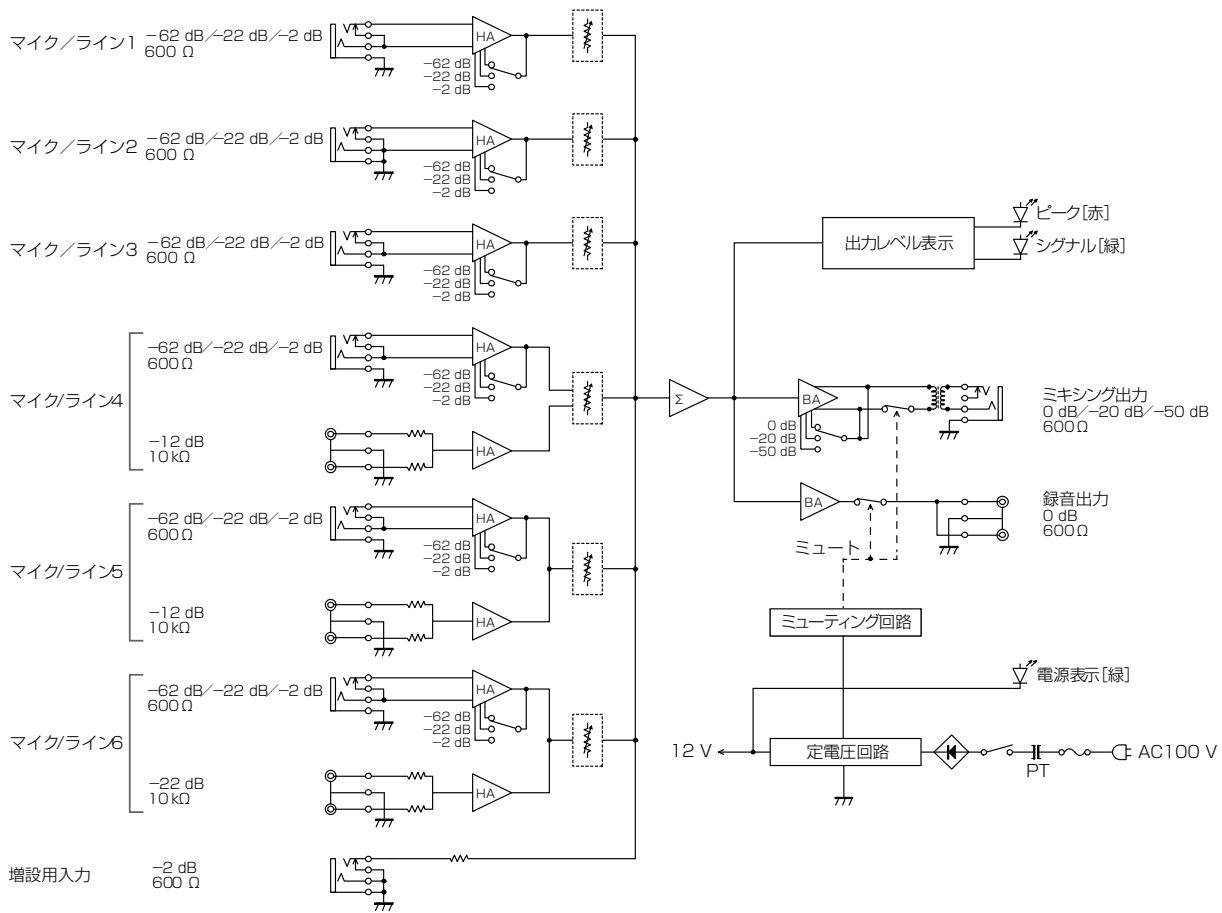 マイク／ライン1
−62 dB/−22 dB/−2 dB
600 Ω
HA
−62 dB
−22 dB
−2 dB
マイク／ライン2
−62 dB/−22 dB/−2 dB
600 Ω
HA
−62 dB
−22 dB
−2 dB
マイク／ライン3
−62 dB/−22 dB/−2 dB
600 Ω
HA
−62 dB
−22 dB
−2 dB
マイク/ライン4
−62 dB/−22 dB/−2 dB
600Ω
HA
−62 dB
−22 dB
−2 dB
−12 dB
10kΩ
HA
マイク/ライン5
−62 dB/−22 dB/−2 dB
600Ω
HA
−62 dB
−22 dB
−2 dB
−12 dB
10kΩ
HA
マイク/ライン6
−62 dB/−22 dB/−2 dB
600Ω
HA
−62 dB
−22 dB
−2 dB
−22 dB
10kΩ
HA
増設用入力
−2 dB
600 Ω
Σ
出力レベル表示
ピーク[赤]
シグナル[緑]
BA
0 dB
−20 dB
−50 dB
ミキシング出力
0 dB/−20 dB/−50 dB
600Ω
BA
録音出力
0 dB
600Ω
ミュート
ミューティング回路
電源表示[緑]
12 V
定電圧回路
PT
AC100 V